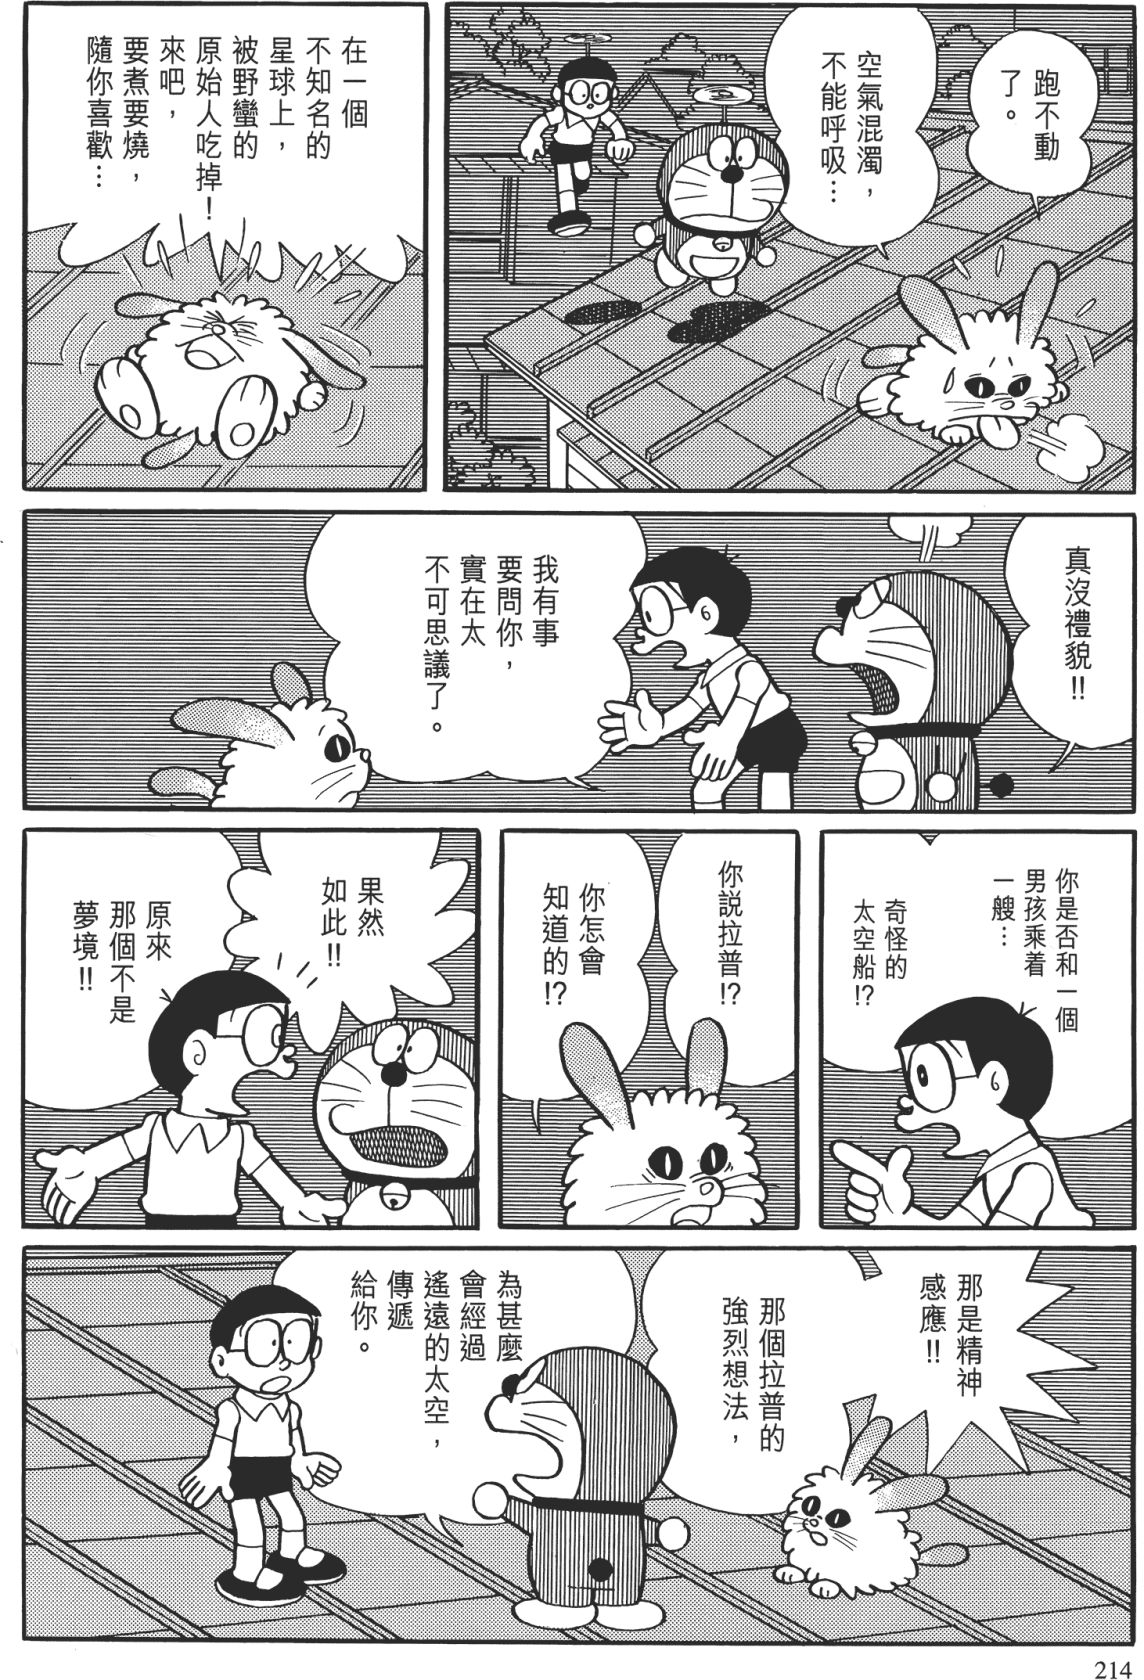 跑不動
了。
空氣混濁，
不能呼吸…
在一個
不知名的
星球上，
被野蠻的
原始人吃掉！
來吧，
要煮要燒，
隨你喜歡…
真沒禮貌!!
我有事
要問你，
實在太
不可思議了。
你是否和一個
男孩乘着
一艘…
奇怪的
太空船!?
你說拉普!?
你怎會
知道的!?
果然
如此!!
原來
那個不是
夢境!!
那是精神
感應!!
那個拉普的
強烈想法，
為甚麼
會經過
遙遠的太空，
傳遞
給你。
214